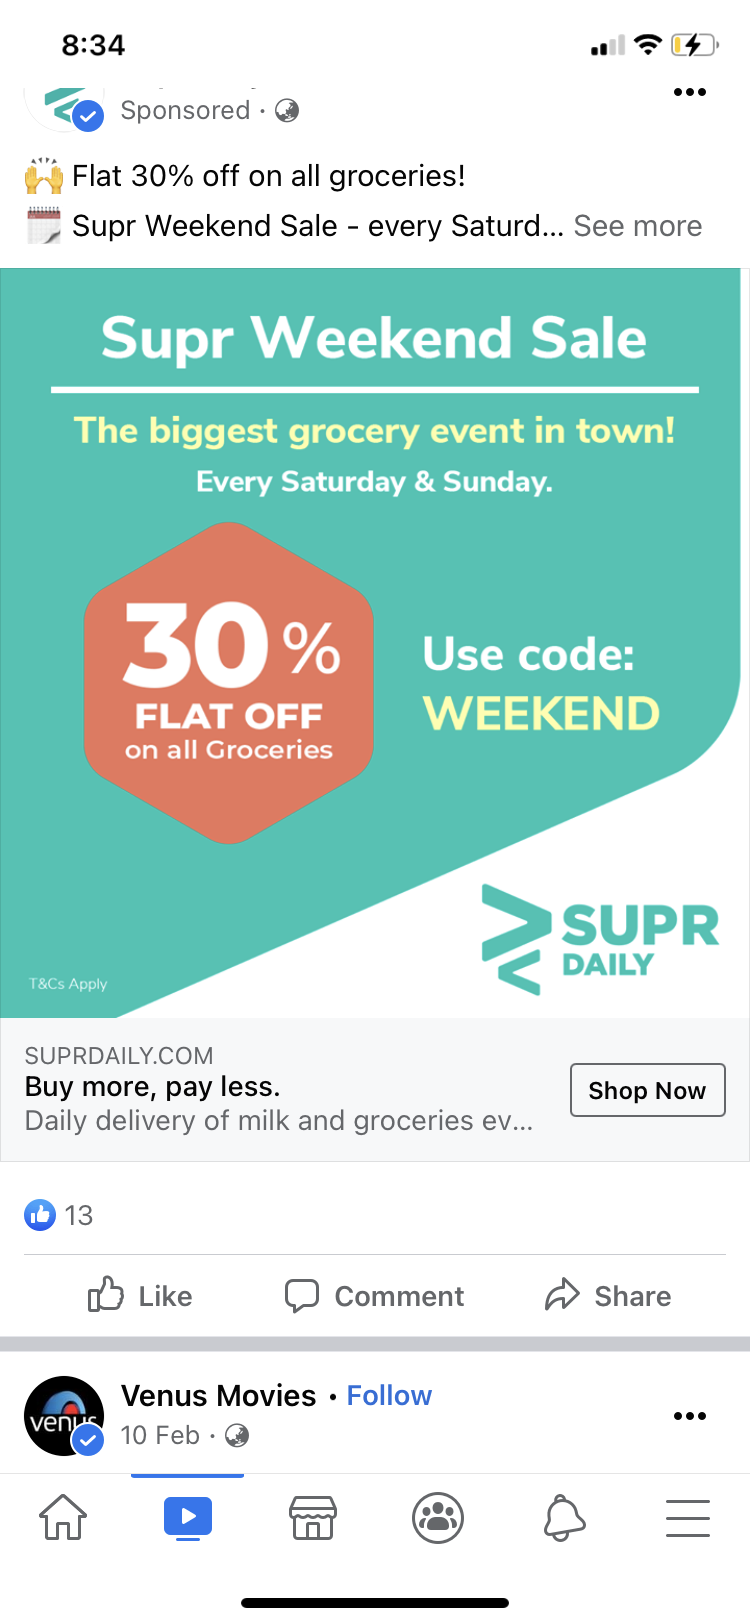 8:34
Sponsored ·
🙌 Flat 30% off on all groceries!
Supr Weekend Sale - every Saturd... See more
Supr Weekend Sale
The biggest grocery event in town!
Every Saturday & Sunday.
30%
FLAT OFF
on all Groceries
Use code:
WEEKEND
SUPR
DAILY
T&Cs Apply
SUPRDAILY.COM
Buy more, pay less.
Daily delivery of milk and groceries ev...
Shop Now
13
Like
Comment
Share
venus
Venus Movies · Follow
10 Feb ·